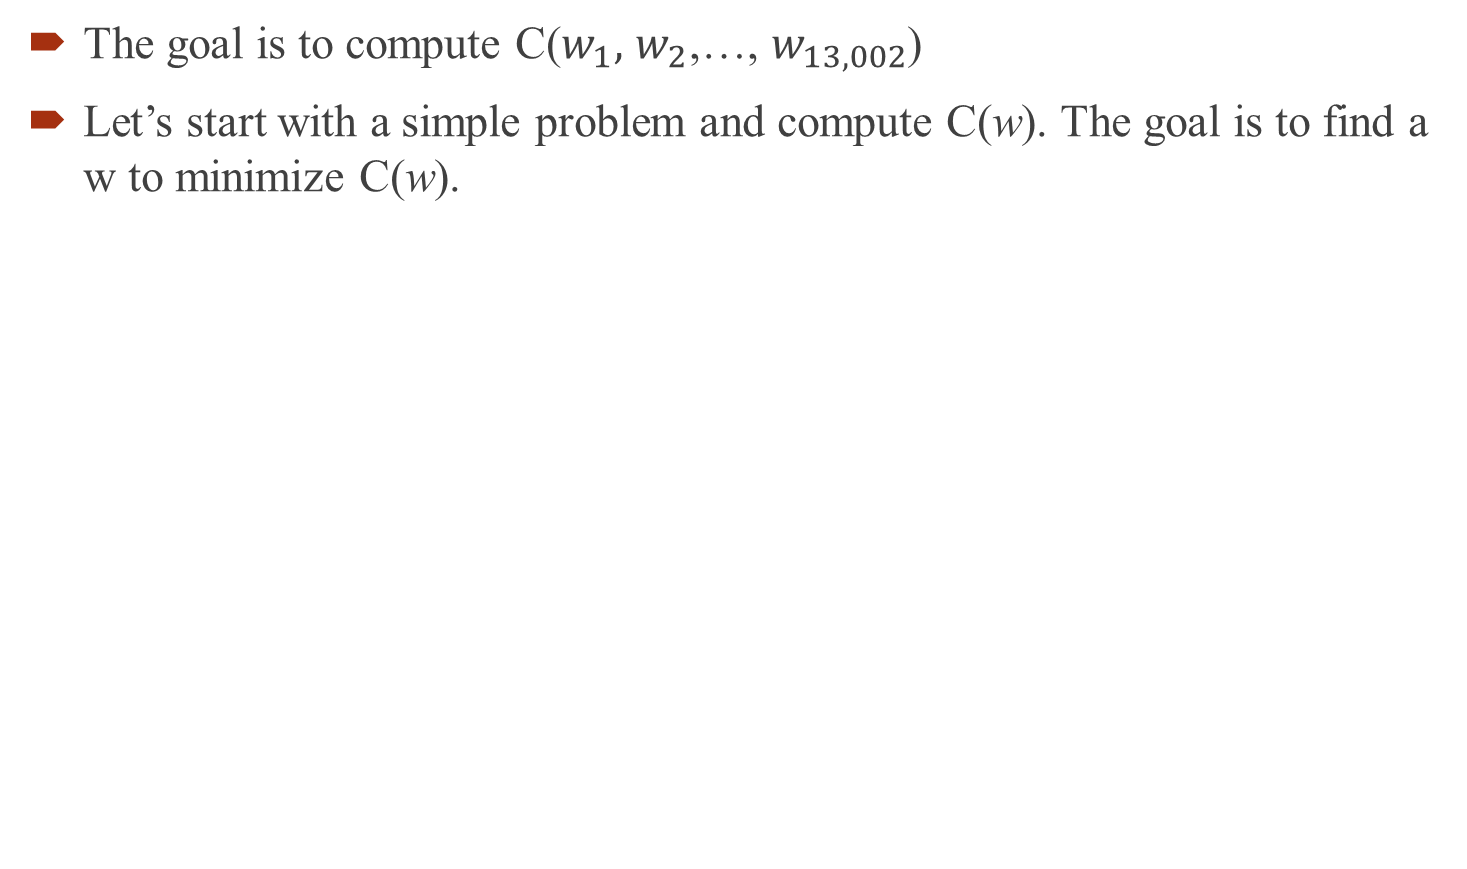 The goal is to compute C(w₁, w₂,…, w₁₃,₀₀₂)
Let’s start with a simple problem and compute C(w). The goal is to find a
w to minimize C(w).